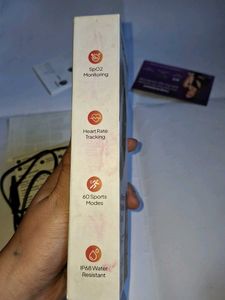 SpO2
Monitoring
Heart Rate
Tracking
60 Sports
Modes
IP68 Water
Resistant